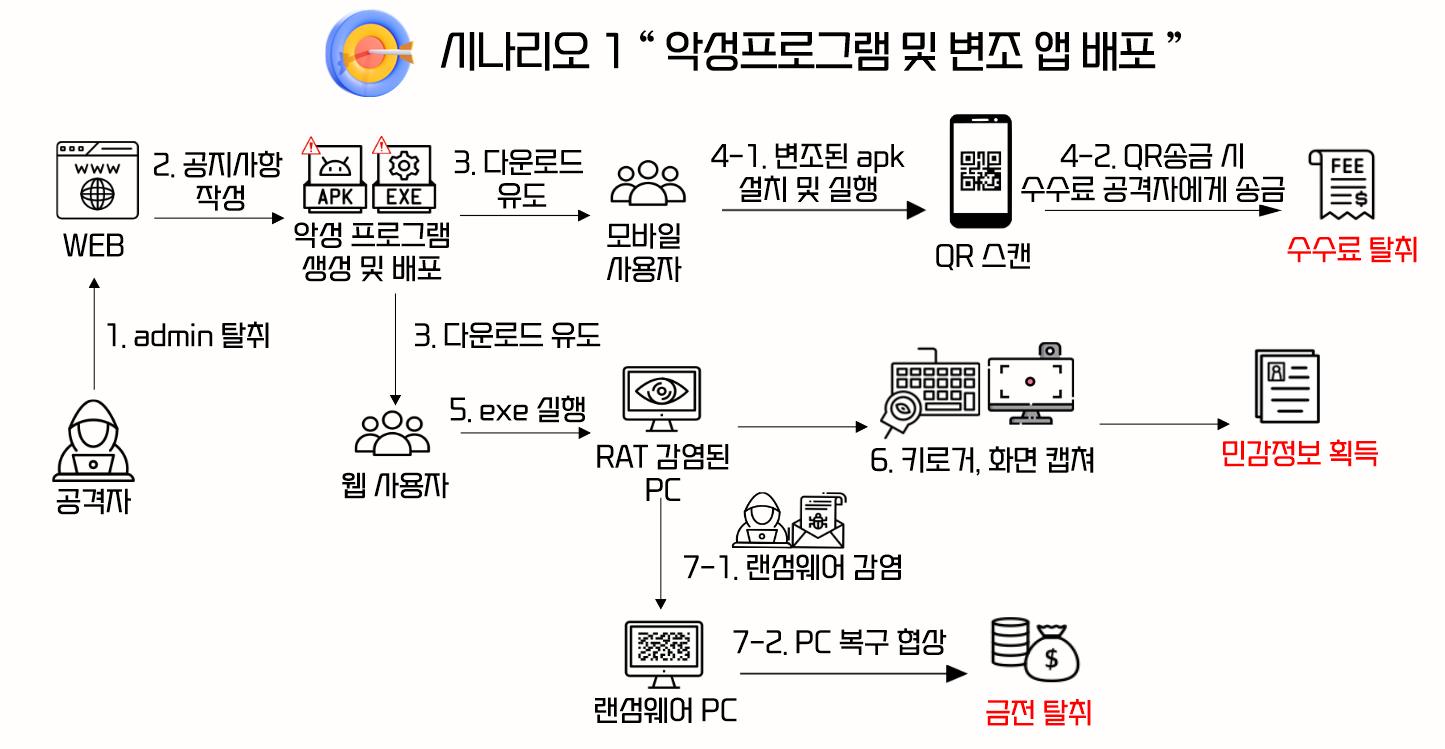 시나리오 1 “ 악성프로그램 및 변조 앱 배포 ”
WWW
WEB
2. 공지사항
작성
APK
EXE
악성 프로그램
생성 및 배포
3. 다운로드
유도
모바일
사용자
4-1. 변조된 apk
설치 및 실행
QR 스캔
4-2. QR송금 시
수수료 공격자에게 송금
FEE
$
수수료 탈취
1. admin 탈취
공격자
3. 다운로드 유도
웹 사용자
5. exe 실행
RAT 감염된
PC
6. 키로거, 화면 캡쳐
민감정보 획득
7-1. 랜섬웨어 감염
랜섬웨어 PC
7-2. PC 복구 협상
$
금전 탈취